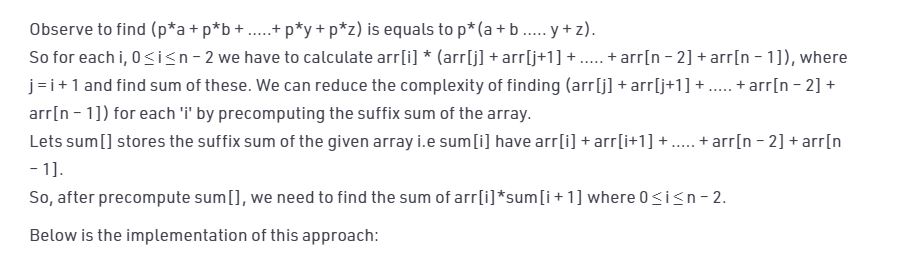 Observe to find (p*a + p*b + .....+ p*y + p*z) is equals to p*(a + b ..... y + z).
So for each i, 0 ≤ i ≤ n - 2 we have to calculate arr[i] * (arr[j] + arr[j+1] + ..... + arr[n - 2] + arr[n - 1]), where
j = i + 1 and find sum of these. We can reduce the complexity of finding (arr[j] + arr[j+1] + ..... + arr[n - 2] +
arr[n - 1]) for each 'i' by precomputing the suffix sum of the array.
Lets sum[] stores the suffix sum of the given array i.e sum[i] have arr[i] + arr[i+1] + ..... + arr[n - 2] + arr[n
- 1].
So, after precompute sum[], we need to find the sum of arr[i]*sum[i + 1] where 0 ≤ i ≤ n - 2.
Below is the implementation of this approach: